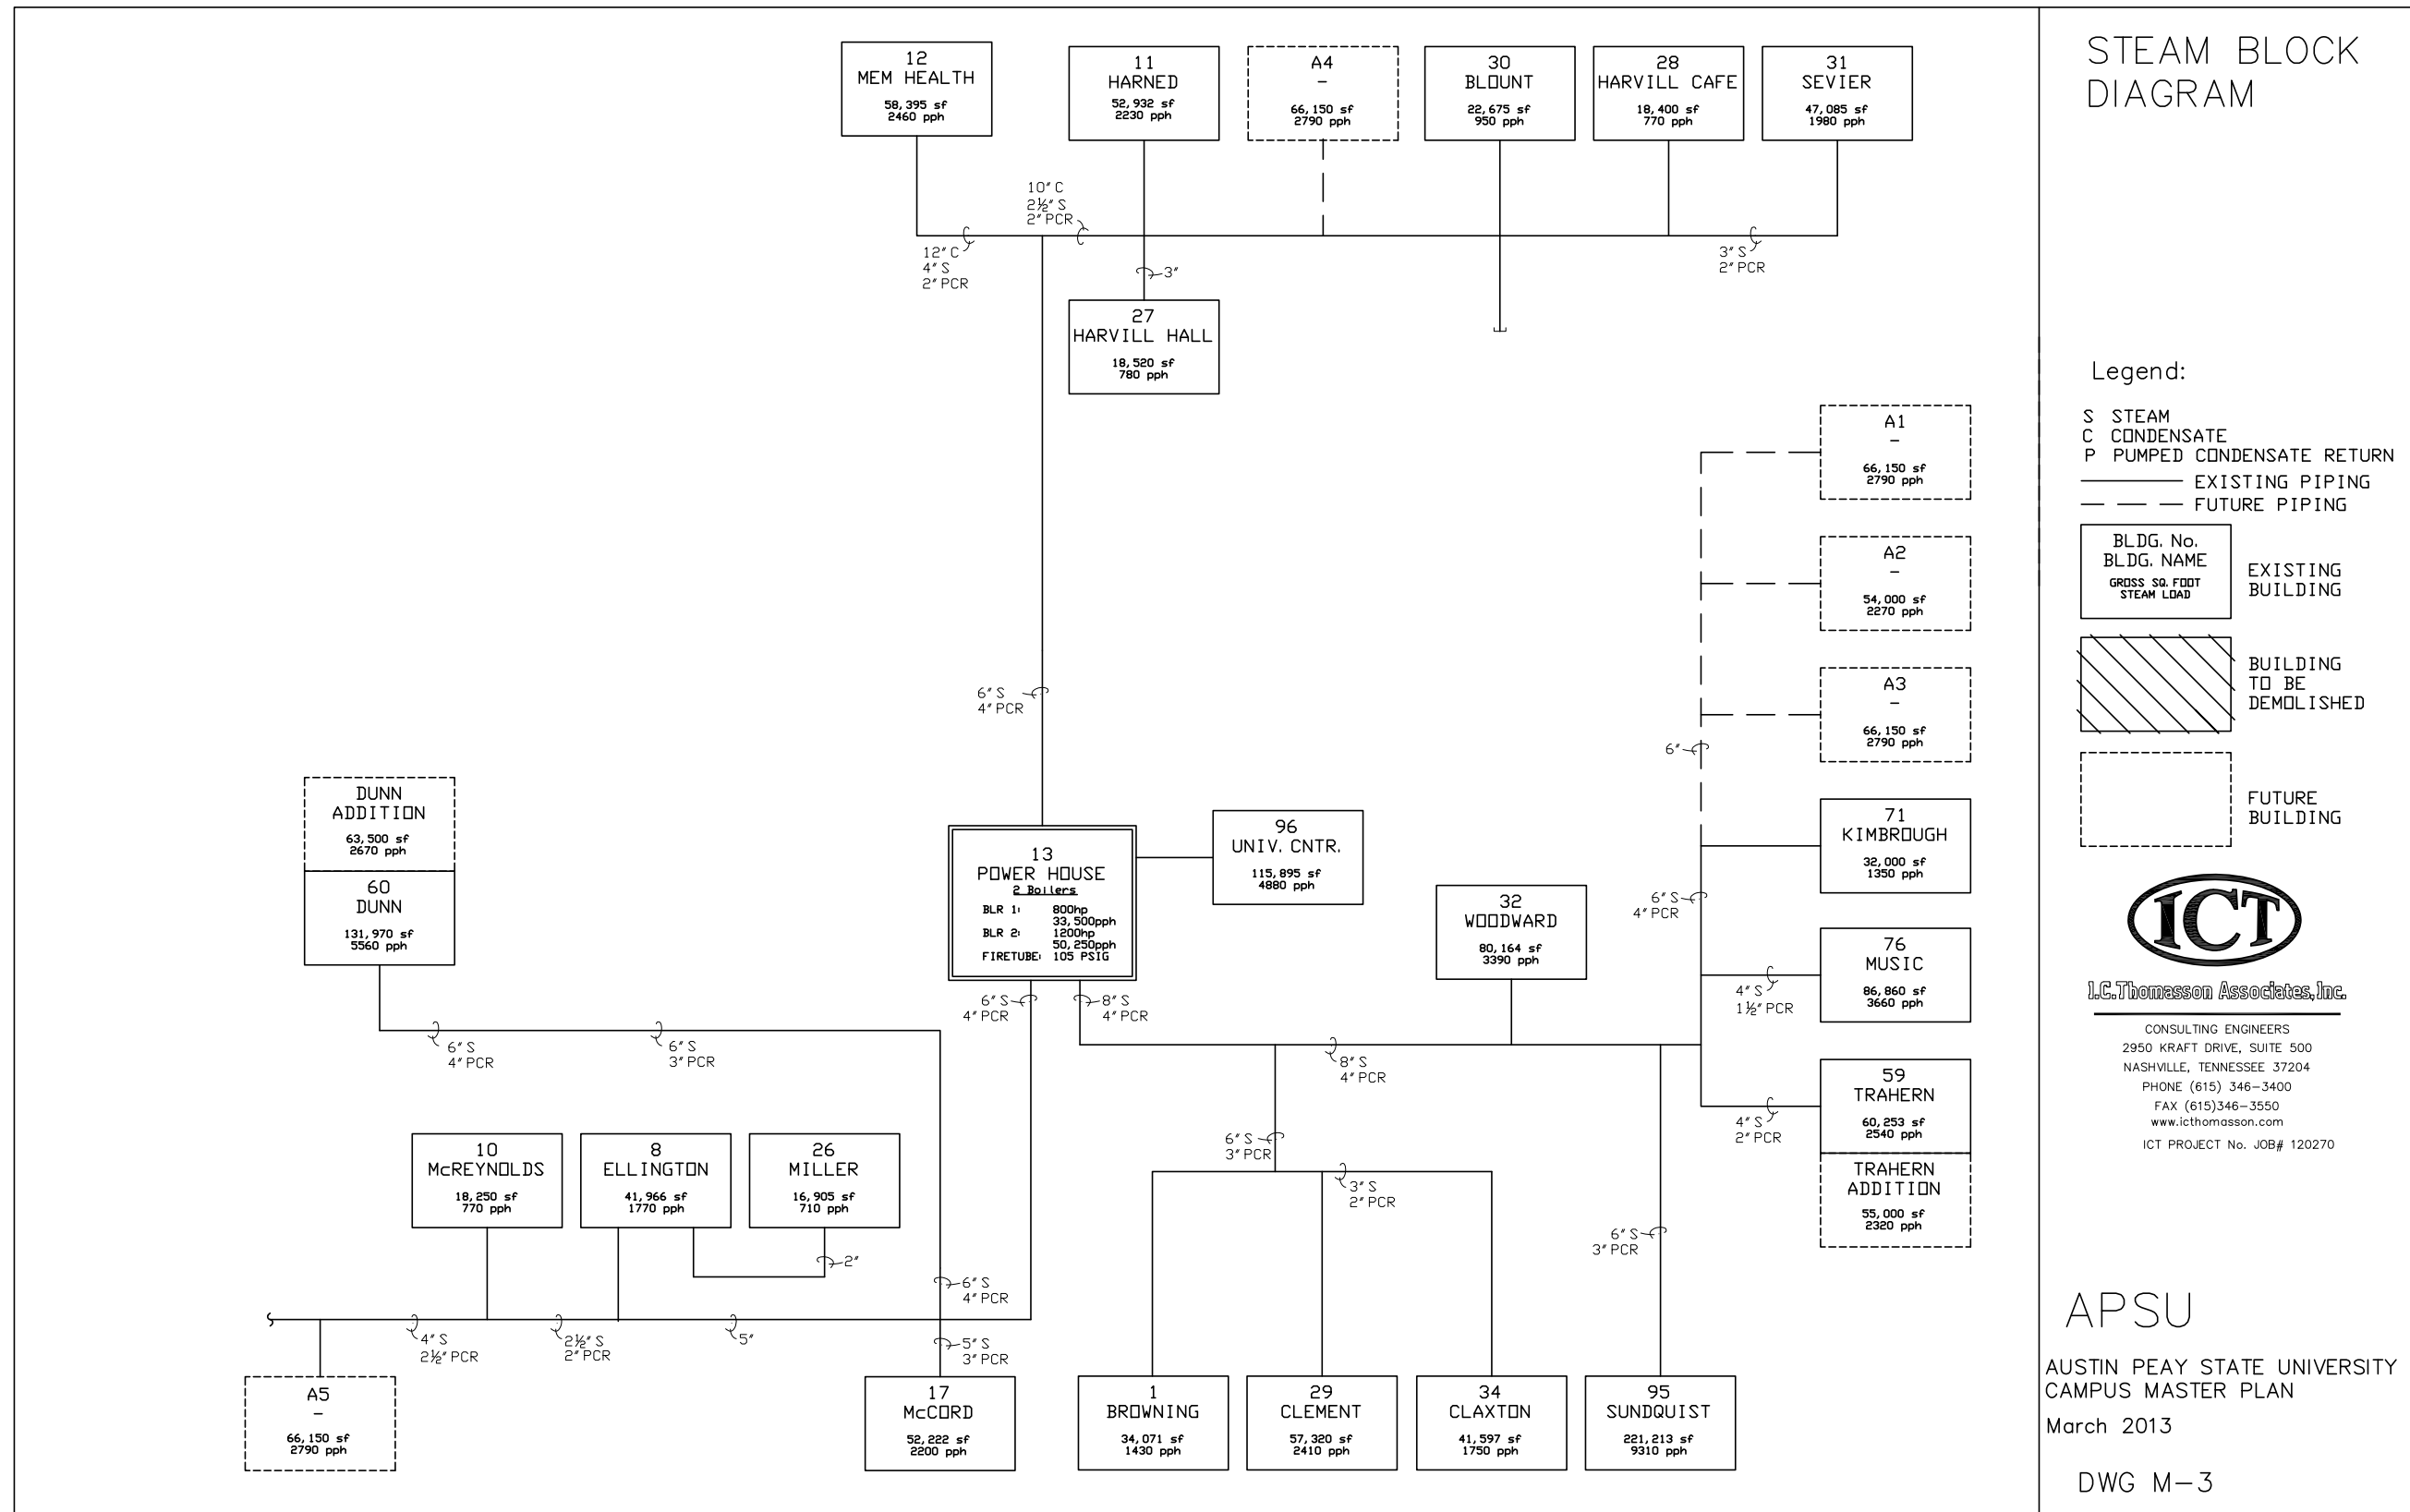 STEAM BLOCK
DIAGRAM
12
MEM HEALTH
58,395 sf
2460 pph
11
HARNED
52,932 sf
2230 pph
A4
-
66,150 sf
2790 pph
30
BLOUNT
22,675 sf
950 pph
28
HARVILL CAFE
18,400 sf
770 pph
31
SEVIER
47,085 sf
1980 pph
10" C
2½" S
2" PCR
12" C
4" S
2" PCR
3"
3" S
2" PCR
27
HARVILL HALL
18,520 sf
780 pph
Legend:
S STEAM
C CONDENSATE
P PUMPED CONDENSATE RETURN
EXISTING PIPING
FUTURE PIPING
BLDG. No.
BLDG. NAME
GROSS SQ. FOOT
STEAM LOAD
EXISTING
BUILDING
BUILDING
TO BE
DEMOLISHED
FUTURE
BUILDING
A1
-
66,150 sf
2790 pph
A2
-
54,000 sf
2270 pph
A3
-
66,150 sf
2790 pph
6"
6" S
4" PCR
DUNN
ADDITION
63,500 sf
2670 pph
60
DUNN
131,970 sf
5560 pph
13
POWER HOUSE
2 Boilers
BLR 1: 800hp
33,500pph
BLR 2: 1200hp
50,250pph
FIRETUBE: 105 PSIG
96
UNIV. CNTR.
115,895 sf
4880 pph
32
WOODWARD
80,164 sf
3390 pph
71
KIMBROUGH
32,000 sf
1350 pph
6" S
4" PCR
76
MUSIC
86,860 sf
3660 pph
4" S
1½" PCR
59
TRAHERN
60,253 sf
2540 pph
4" S
2" PCR
TRAHERN
ADDITION
55,000 sf
2320 pph
6" S
4" PCR
8" S
4" PCR
6" S
4" PCR
6" S
3" PCR
8" S
4" PCR
6" S
3" PCR
3" S
2" PCR
6" S
3" PCR
10
McREYNOLDS
18,250 sf
770 pph
8
ELLINGTON
41,966 sf
1770 pph
26
MILLER
16,905 sf
710 pph
2"
6" S
4" PCR
4" S
2½" PCR
2½" S
2" PCR
5"
5" S
3" PCR
A5
-
66,150 sf
2790 pph
17
McCORD
52,222 sf
2200 pph
1
BROWNING
34,071 sf
1430 pph
29
CLEMENT
57,320 sf
2410 pph
34
CLAXTON
41,597 sf
1750 pph
95
SUNDQUIST
221,213 sf
9310 pph
ICT
I.C.Thomasson Associates, Inc.
CONSULTING ENGINEERS
2950 KRAFT DRIVE, SUITE 500
NASHVILLE, TENNESSEE 37204
PHONE (615) 346-3400
FAX (615)346-3550
www.icthomasson.com
ICT PROJECT No. JOB# 120270
APSU
AUSTIN PEAY STATE UNIVERSITY
CAMPUS MASTER PLAN
March 2013
DWG M-3